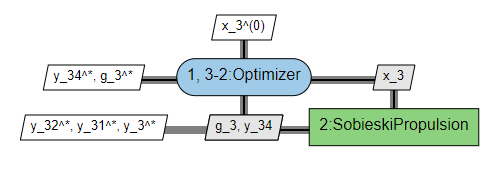 x_3^(0)
y_34^*, g_3^*
1, 3-2:Optimizer
x_3
y_32^*, y_31^*, y_3^*
g_3, y_34
2:SobieskiPropulsion